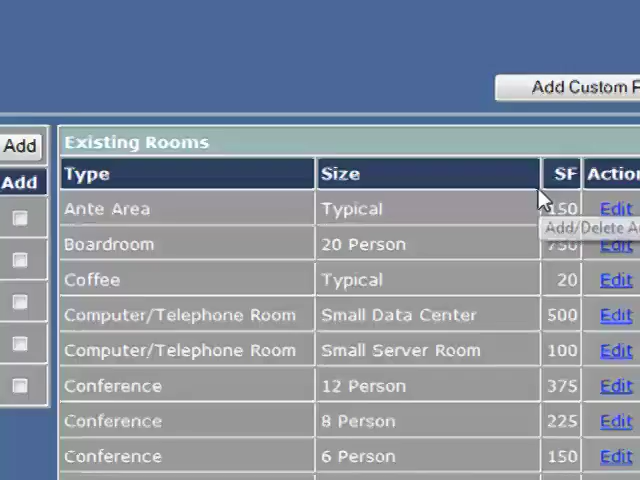 Add Custom F
Add Existing Rooms
Add Type Size SF Action
Ante Area Typical 150 Edit
Add/Delete A
Boardroom 20 Person 750 Edit
Coffee Typical 20 Edit
Computer/Telephone Room Small Data Center 500 Edit
Computer/Telephone Room Small Server Room 100 Edit
Conference 12 Person 375 Edit
Conference 8 Person 225 Edit
Conference 6 Person 150 Edit